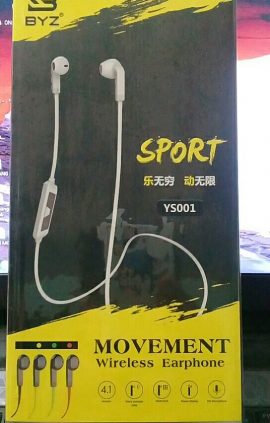 BYZ
SPORT
乐无穷 动无限
YS001
MOVEMENT
Wireless Earphone
4.1